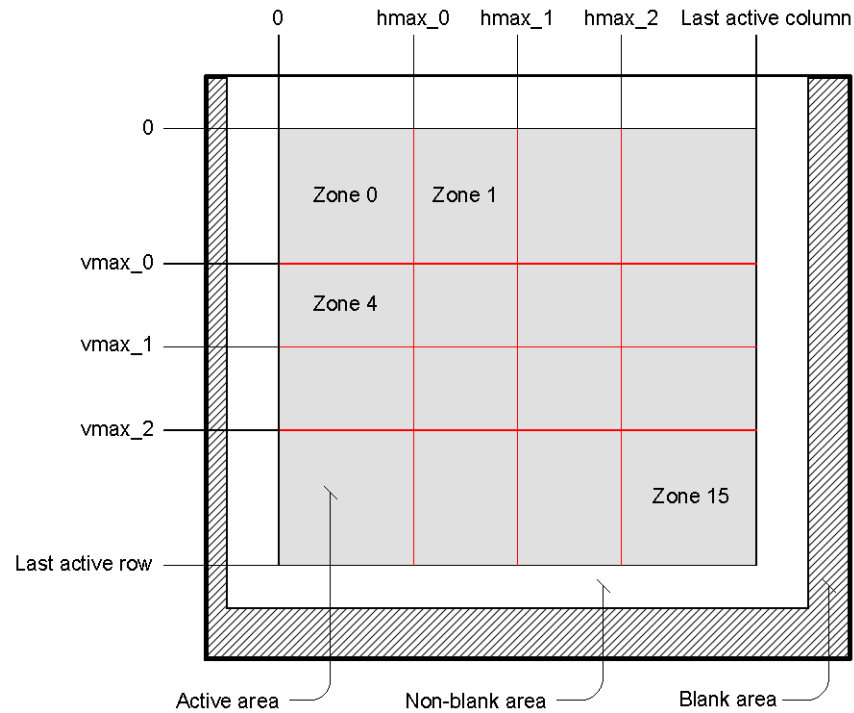 0 hmax_0 hmax_1 hmax_2 Last active column
0
Zone 0 Zone 1
vmax_0
Zone 4
vmax_1
vmax_2
Zone 15
Last active row
Active area Non-blank area Blank area